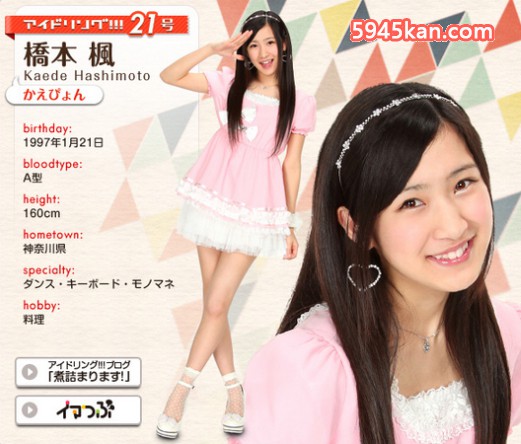 アイドリング!!! 21号
5945kan.com
橋本 楓
Kaede Hashimoto
かえぴょん
birthday:
1997年1月21日
bloodtype:
A型
height:
160cm
hometown:
神奈川県
specialty:
ダンス・キーボード・モノマネ
hobby:
料理
アイドリング!!!ブログ
「煮詰まります!」
イマつぶ